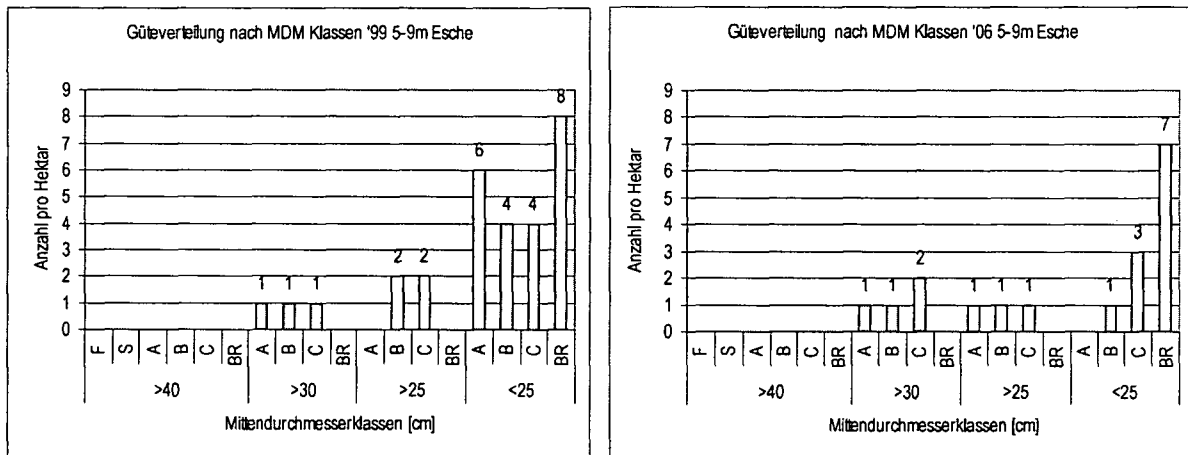 Güteverteilung nach MDM Klassen '99 5-9m Esche
Anzahl pro Hektar
9
8
7
6
5
4
3
2
1
0
1 1 1 2 2 6 4 4 8
F S A B C BR A B C BR A B C BR A B C BR
>40 >30 >25 <25
Mittendurchmesserklassen [cm]
Güteverteilung nach MDM Klassen '06 5-9m Esche
Anzahl pro Hektar
9
8
7
6
5
4
3
2
1
0
1 1 2 1 1 1 1 3 7
F S A B C BR A B C BR A B C BR A B C BR
>40 >30 >25 <25
Mittendurchmesserklassen [cm]